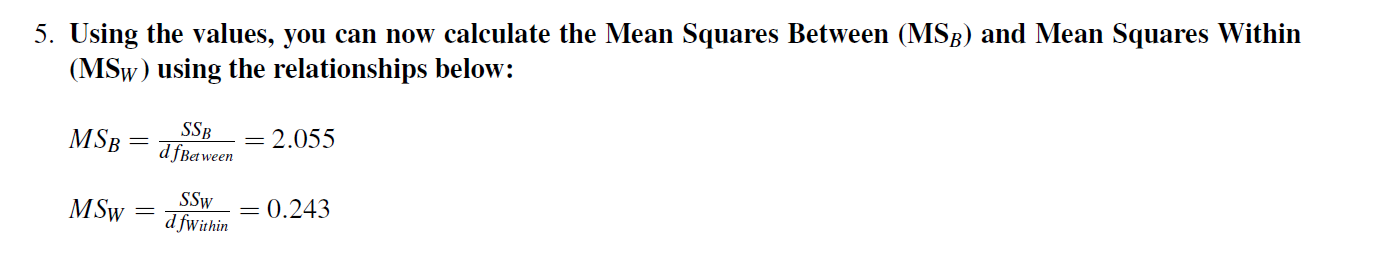 5. Using the values, you can now calculate the Mean Squares Between (MS_B) and Mean Squares Within
(MS_W) using the relationships below:
MS_B = SS_B / df_Between = 2.055
MS_W = SS_W / df_Within = 0.243